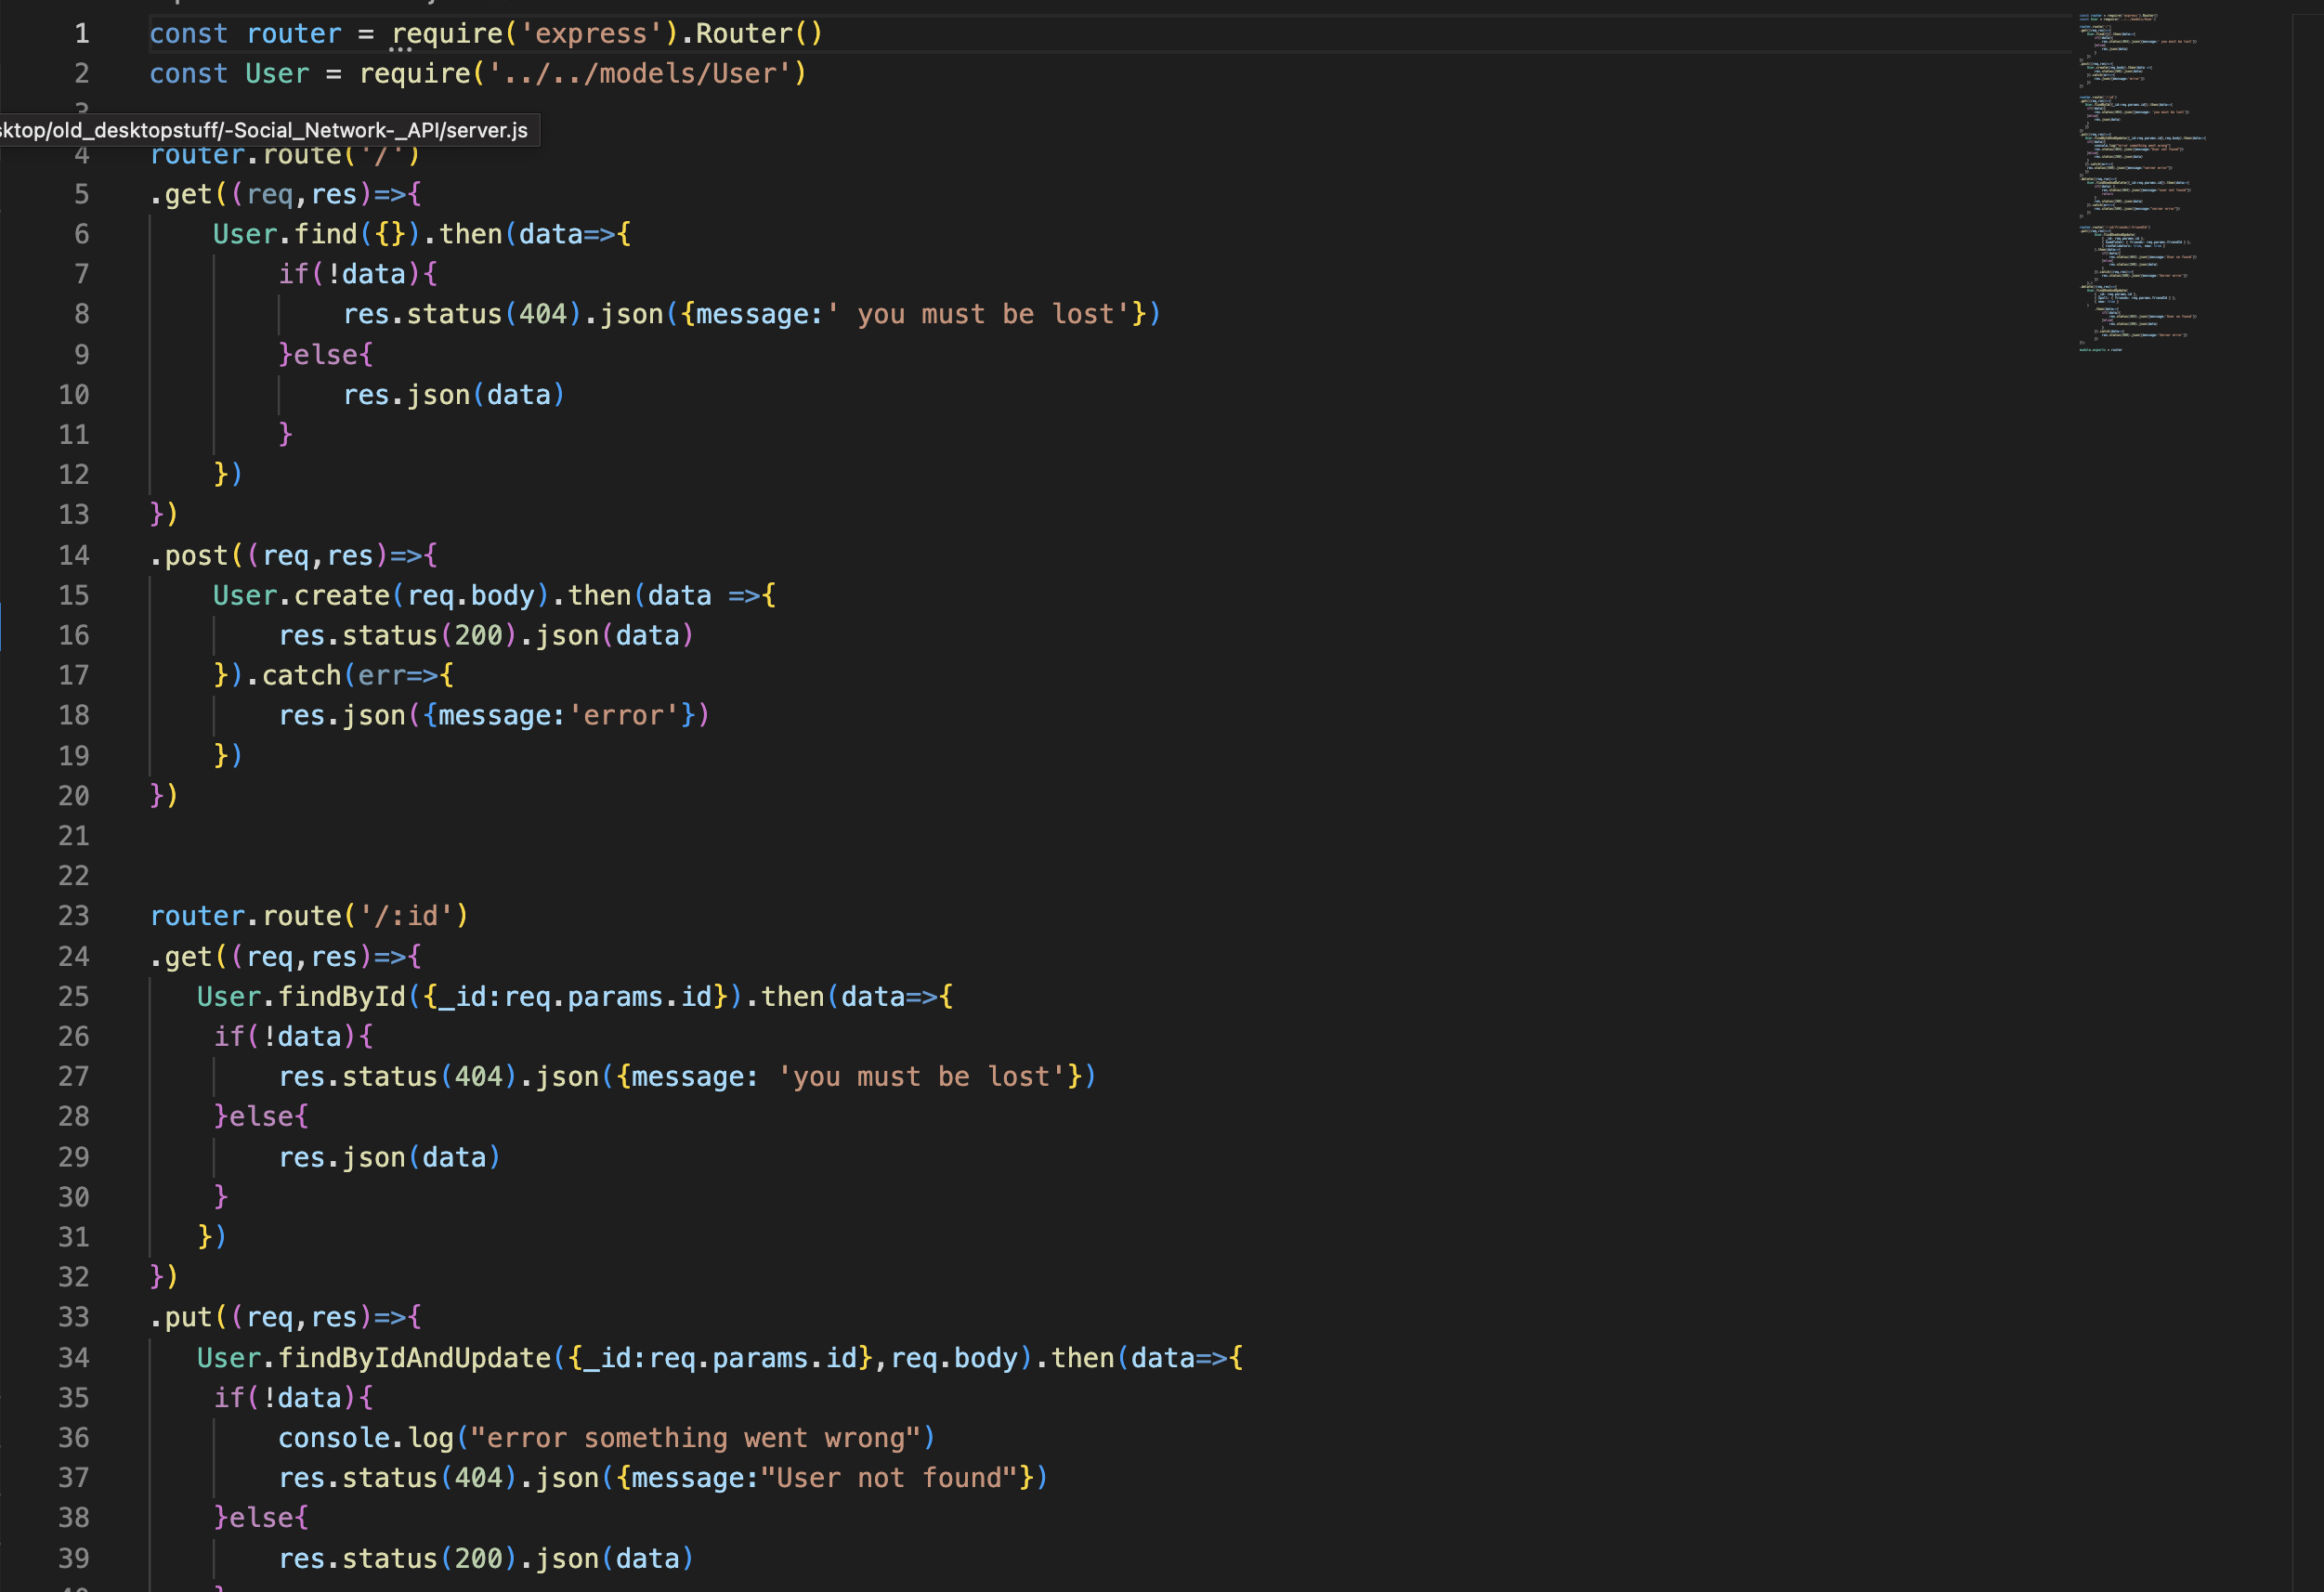 1 const router = require('express').Router()
2 const User = require('../../models/User')
3
sktop/old_desktopstuff/-Social_Network-_API/server.js
4 router.route('/')
5 .get((req,res)=>{
6     User.find({}).then(data=>{
7         if(!data){
8             res.status(404).json({message:' you must be lost'})
9         }else{
10             res.json(data)
11         }
12     })
13 })
14 .post((req,res)=>{
15     User.create(req.body).then(data =>{
16         res.status(200).json(data)
17     }).catch(err=>{
18         res.json({message:'error'})
19     })
20 })
21
22
23 router.route('/:id')
24 .get((req,res)=>{
25    User.findById({_id:req.params.id}).then(data=>{
26     if(!data){
27         res.status(404).json({message: 'you must be lost'})
28     }else{
29         res.json(data)
30     }
31    })
32 })
33 .put((req,res)=>{
34    User.findByIdAndUpdate({_id:req.params.id},req.body).then(data=>{
35     if(!data){
36         console.log("error something went wrong")
37         res.status(404).json({message:"User not found"})
38     }else{
39         res.status(200).json(data)